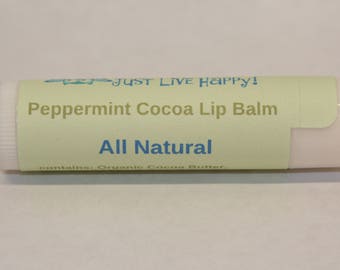 Just Live Happy!
Peppermint Cocoa Lip Balm
All Natural
contains: Organic Cocoa Butter,